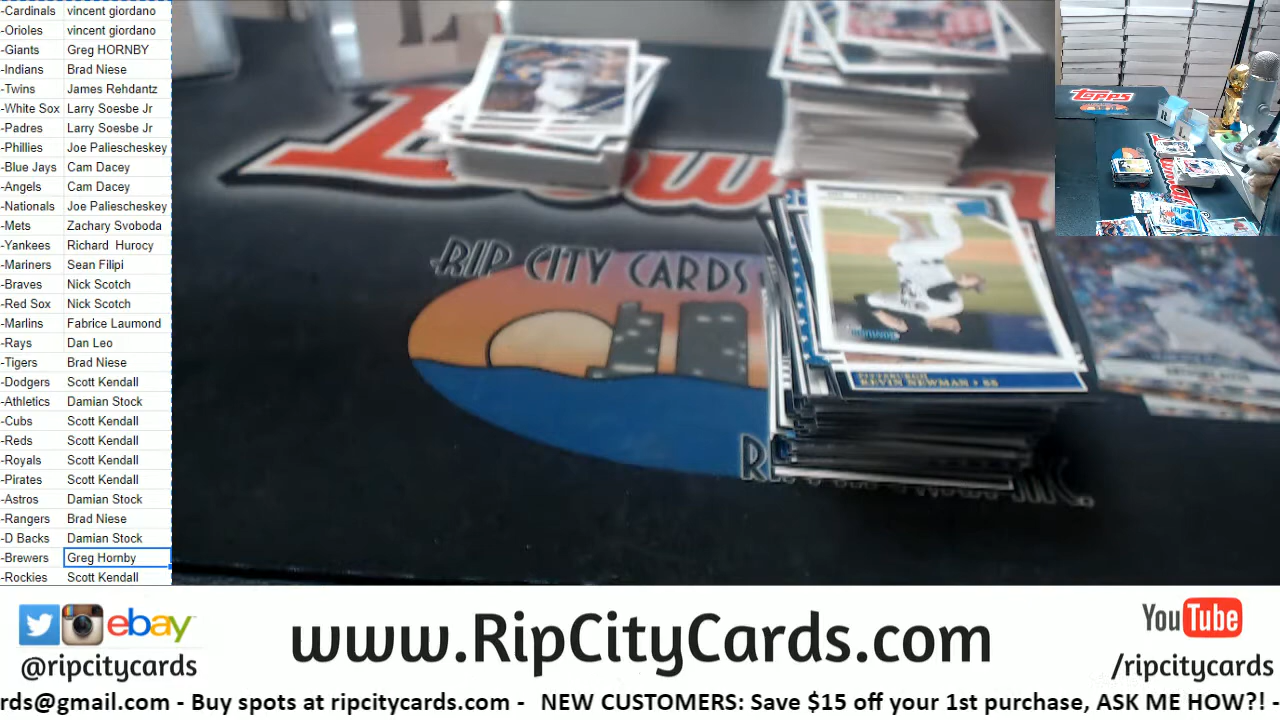 -Cardinals vincent giordano
-Orioles vincent giordano
-Giants Greg HORNBY
-Indians Brad Niese
-Twins James Rehdantz
-White Sox Larry Soesbe Jr
-Padres Larry Soesbe Jr
-Phillies Joe Paliescheskey
-Blue Jays Cam Dacey
-Angels Cam Dacey
-Nationals Joe Paliescheskey
-Mets Zachary Svoboda
-Yankees Richard Hurocy
-Mariners Sean Filipi
-Braves Nick Scotch
-Red Sox Nick Scotch
-Marlins Fabrice Laumond
-Rays Dan Leo
-Tigers Brad Niese
-Dodgers Scott Kendall
-Athletics Damian Stock
-Cubs Scott Kendall
-Reds Scott Kendall
-Royals Scott Kendall
-Pirates Scott Kendall
-Astros Damian Stock
-Rangers Brad Niese
-D Backs Damian Stock
-Brewers Greg Hornby
-Rockies Scott Kendall
RIP CITY CARDS
PITTSBURGH
KEVIN NEWMAN • SS
TOPPS
ebay
@ripcitycards
www.RipCityCards.com
YouTube
/ripcitycards
rds@gmail.com - Buy spots at ripcitycards.com - NEW CUSTOMERS: Save $15 off your 1st purchase, ASK ME HOW?! -